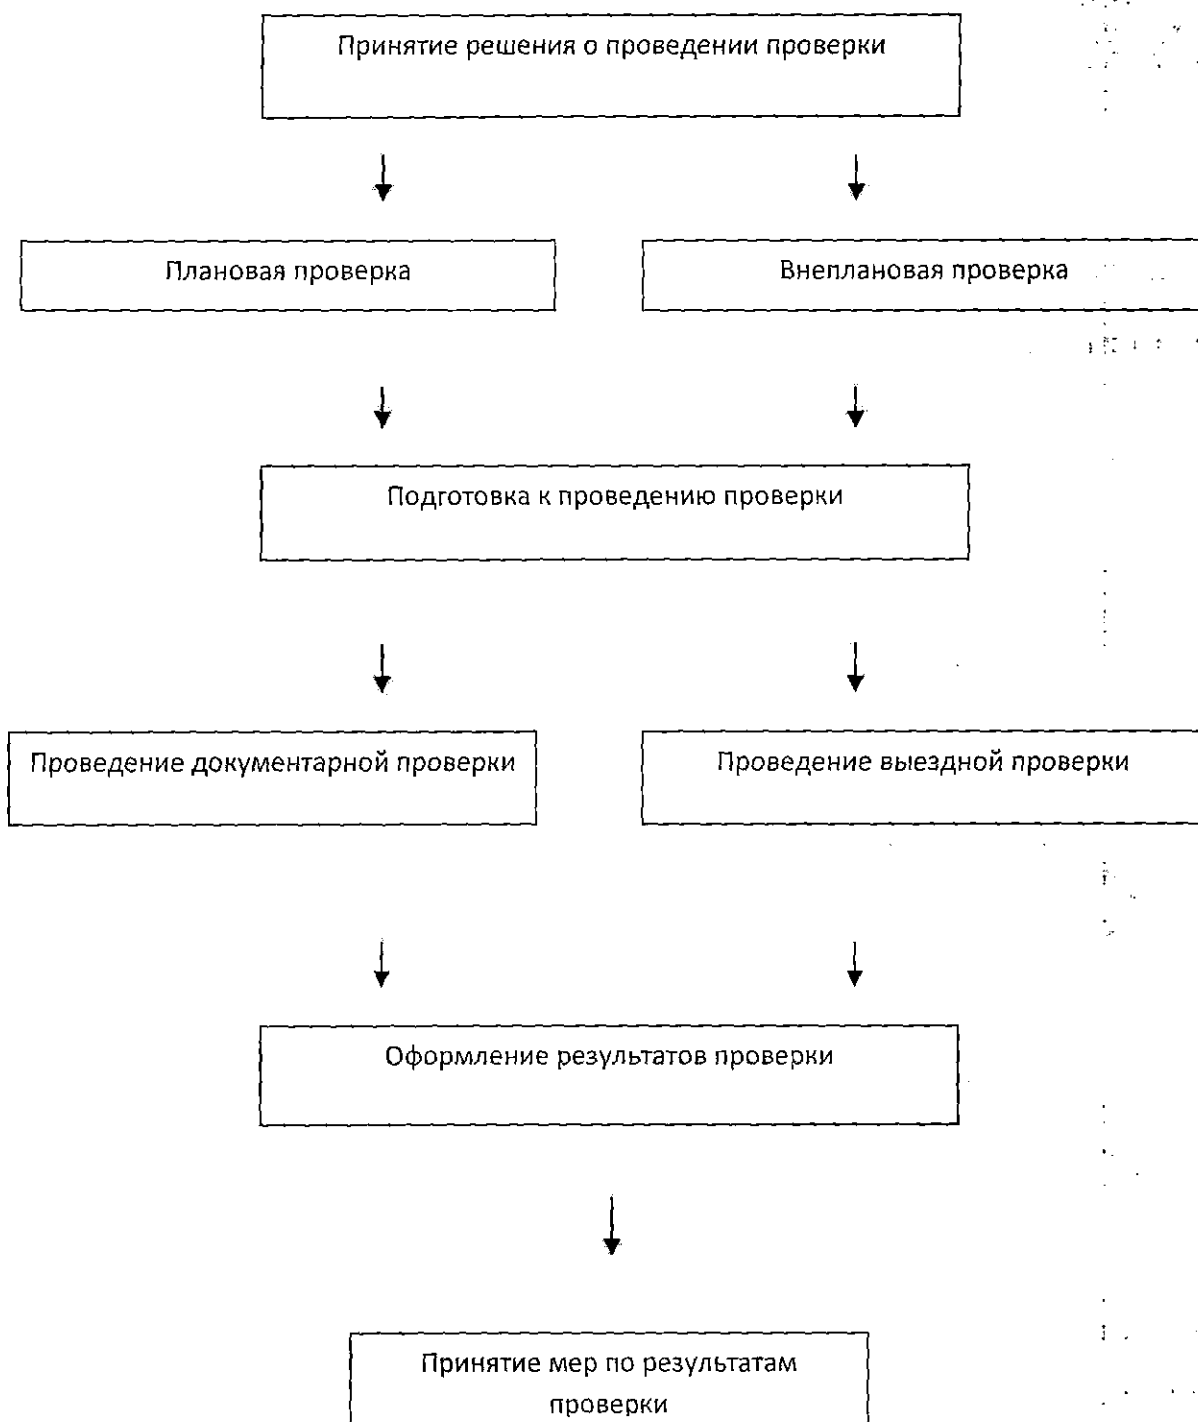 Принятие решения о проведении проверки
Плановая проверка
Внеплановая проверка
Подготовка к проведению проверки
Проведение документарной проверки
Проведение выездной проверки
Оформление результатов проверки
Принятие мер по результатам
проверки